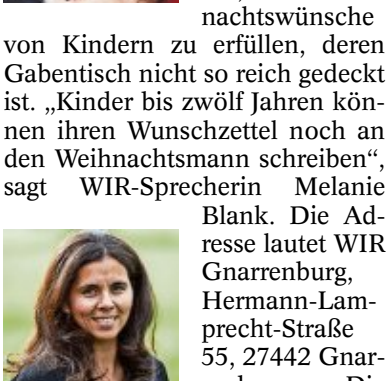 nachtswünsche
von Kindern zu erfüllen, deren
Gabentisch nicht so reich gedeckt
ist. „Kinder bis zwölf Jahren kön-
nen ihren Wunschzettel noch an
den Weihnachtsmann schreiben“,
sagt WIR-Sprecherin Melanie
Blank. Die Ad-
resse lautet WIR
Gnarrenburg,
Hermann-Lam-
precht-Straße
55, 27442 Gnar-